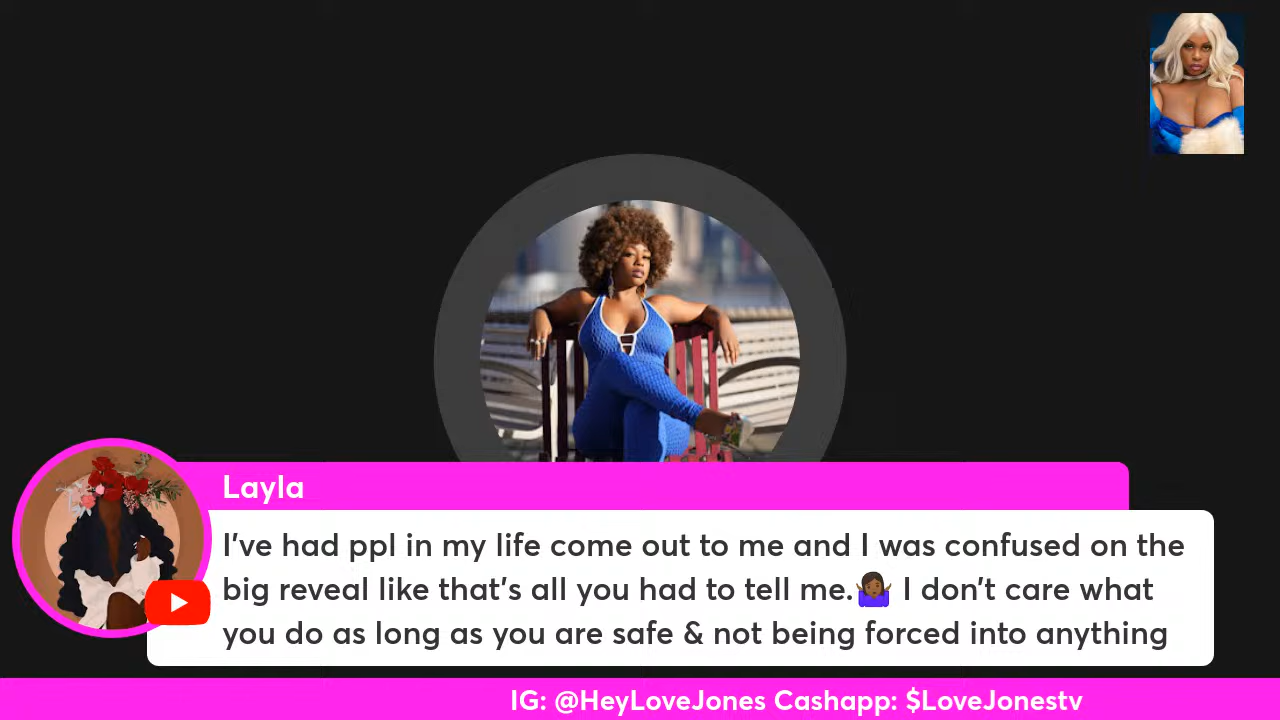 Layla
I've had ppl in my life come out to me and I was confused on the
big reveal like that's all you had to tell me.🤷🏾‍♀️ I don't care what
you do as long as you are safe & not being forced into anything
IG: @HeyLoveJones Cashapp: $LoveJonestv